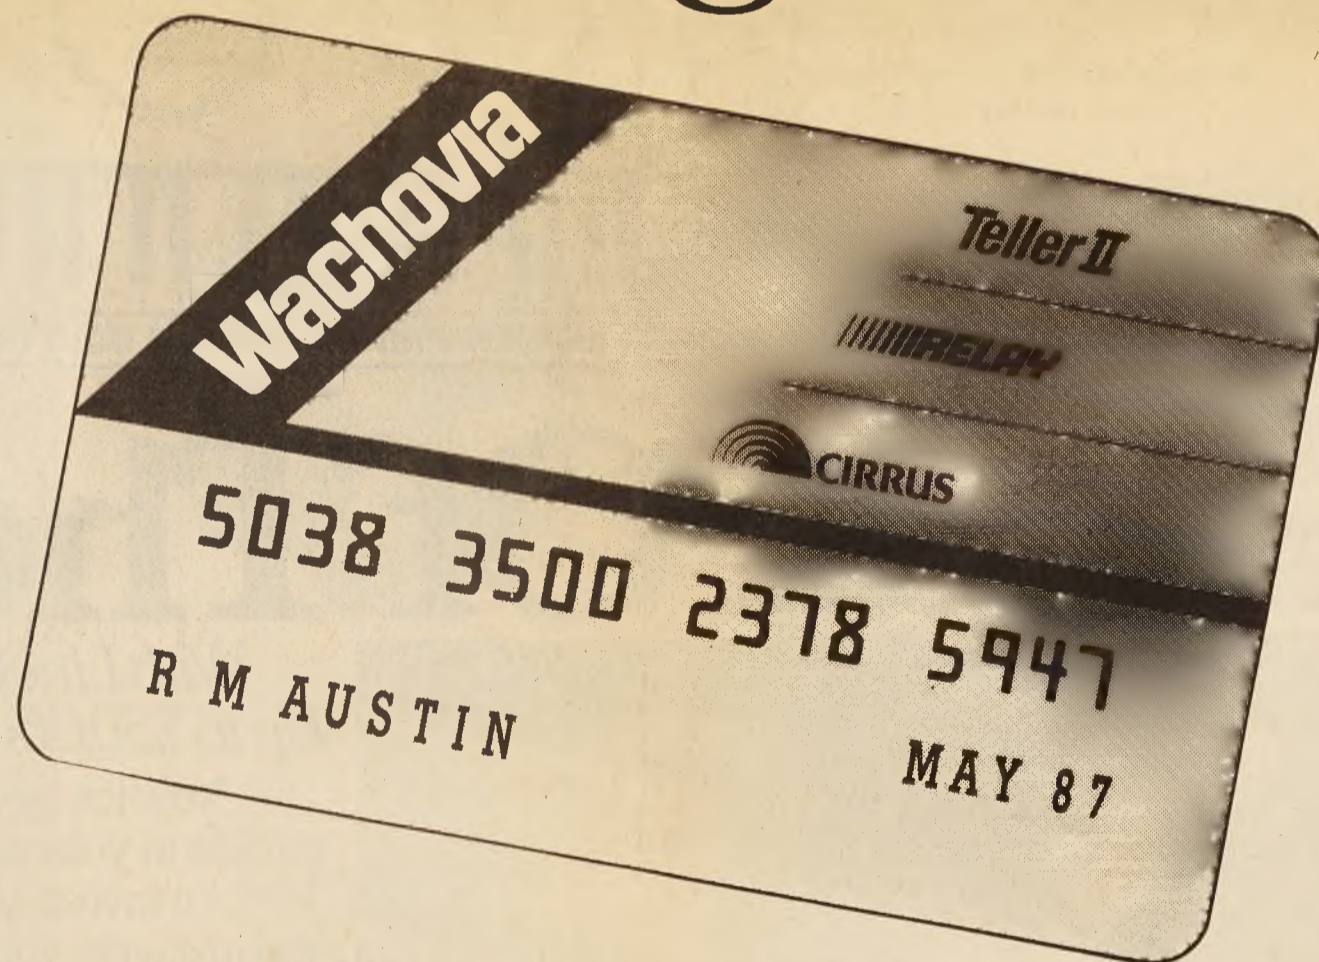 Wachovia
Teller II
RELAY
CIRRUS
5038 3500 2378 5947
R M AUSTIN
MAY 87